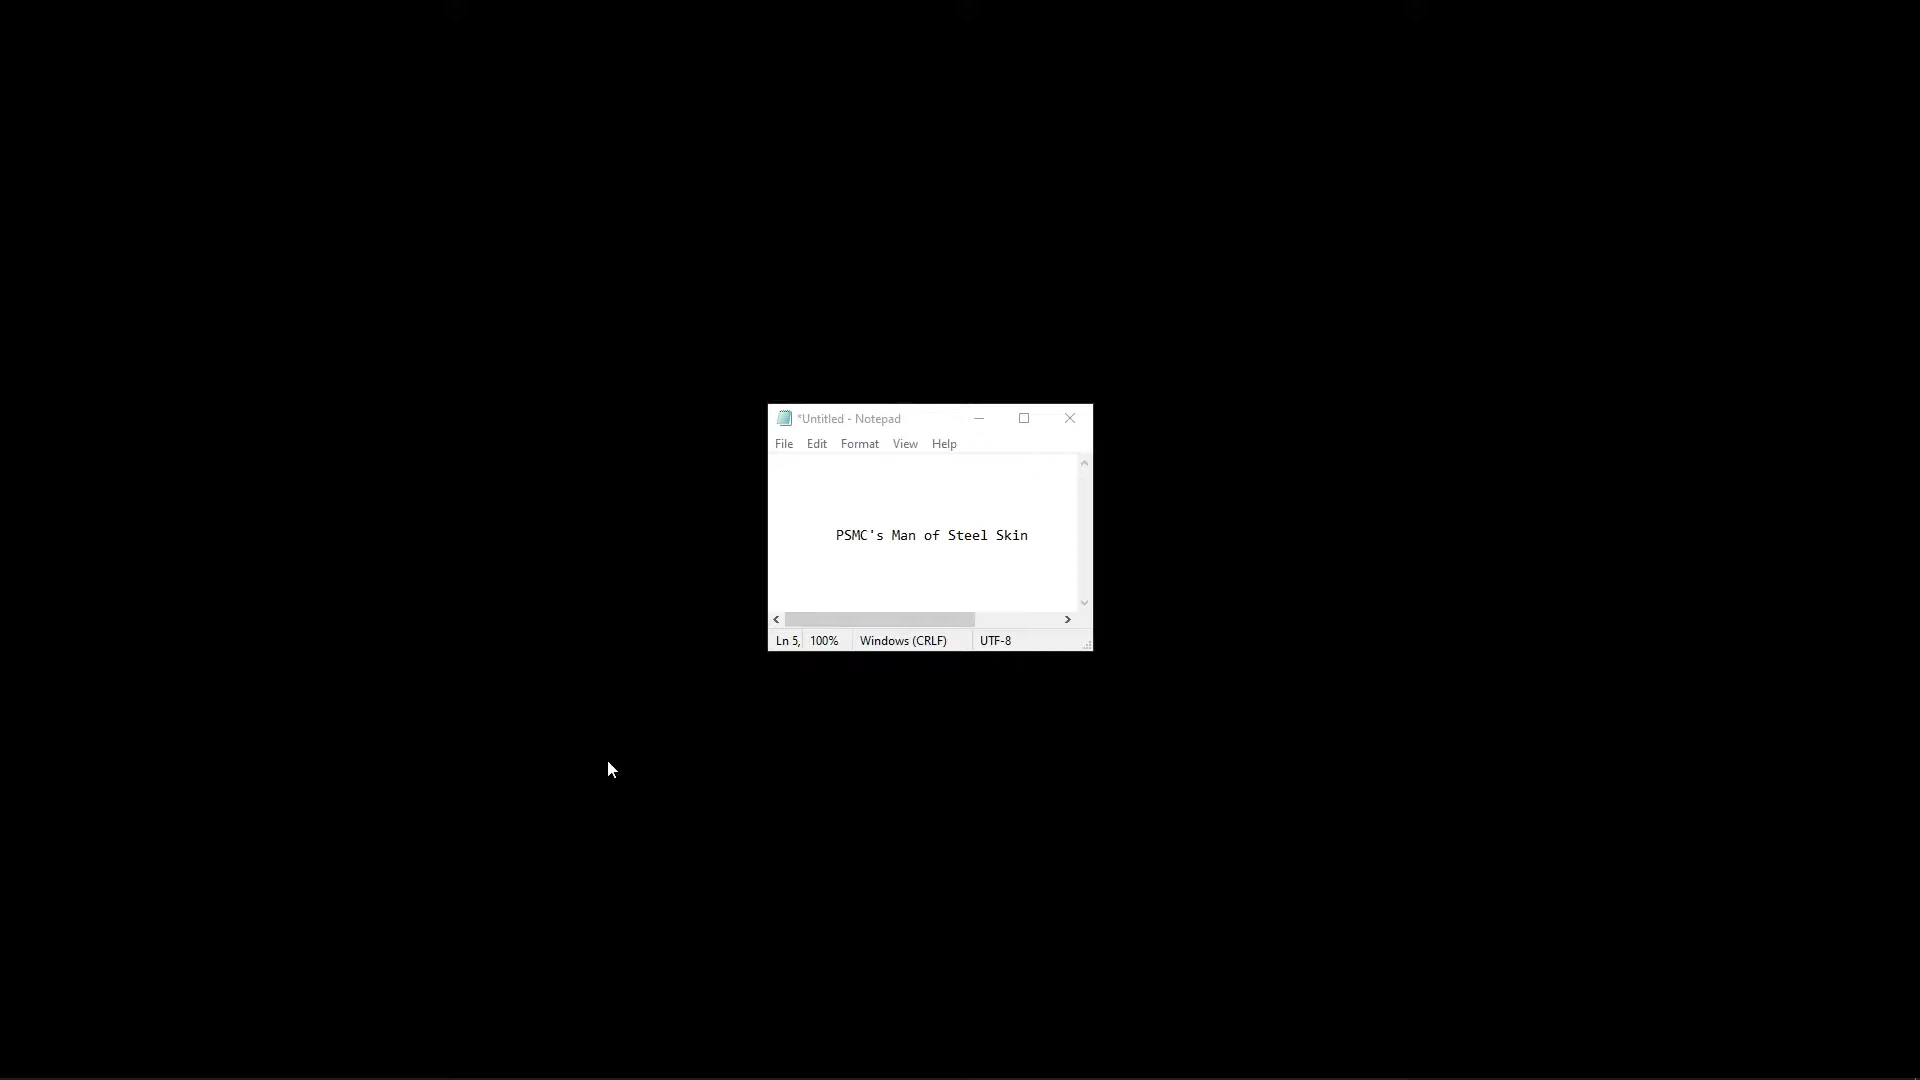 *Untitled - Notepad
File Edit Format View Help
PSMC's Man of Steel Skin
Ln 5, 100% Windows (CRLF) UTF-8